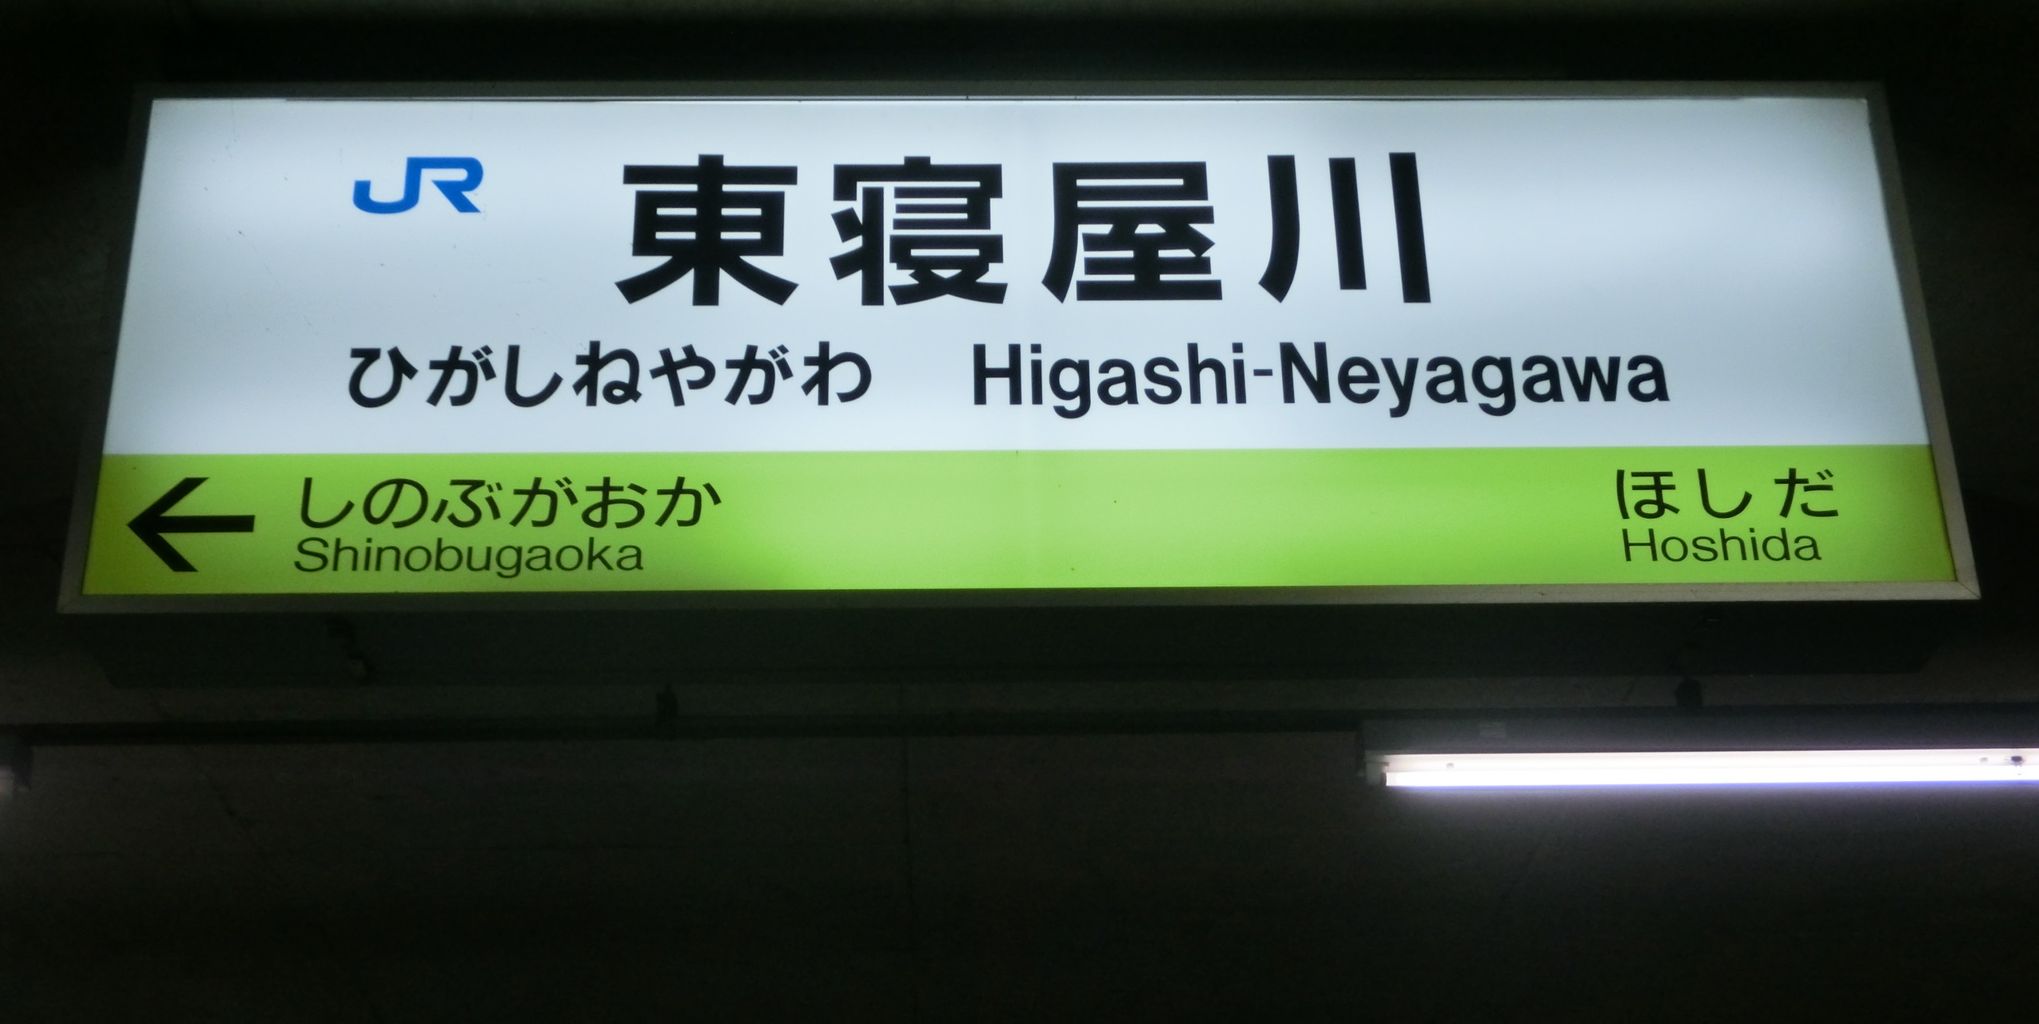 JR 東寝屋川
ひがしねやがわ Higashi-Neyagawa
← しのぶがおか ほしだ
Shinobugaoka Hoshida